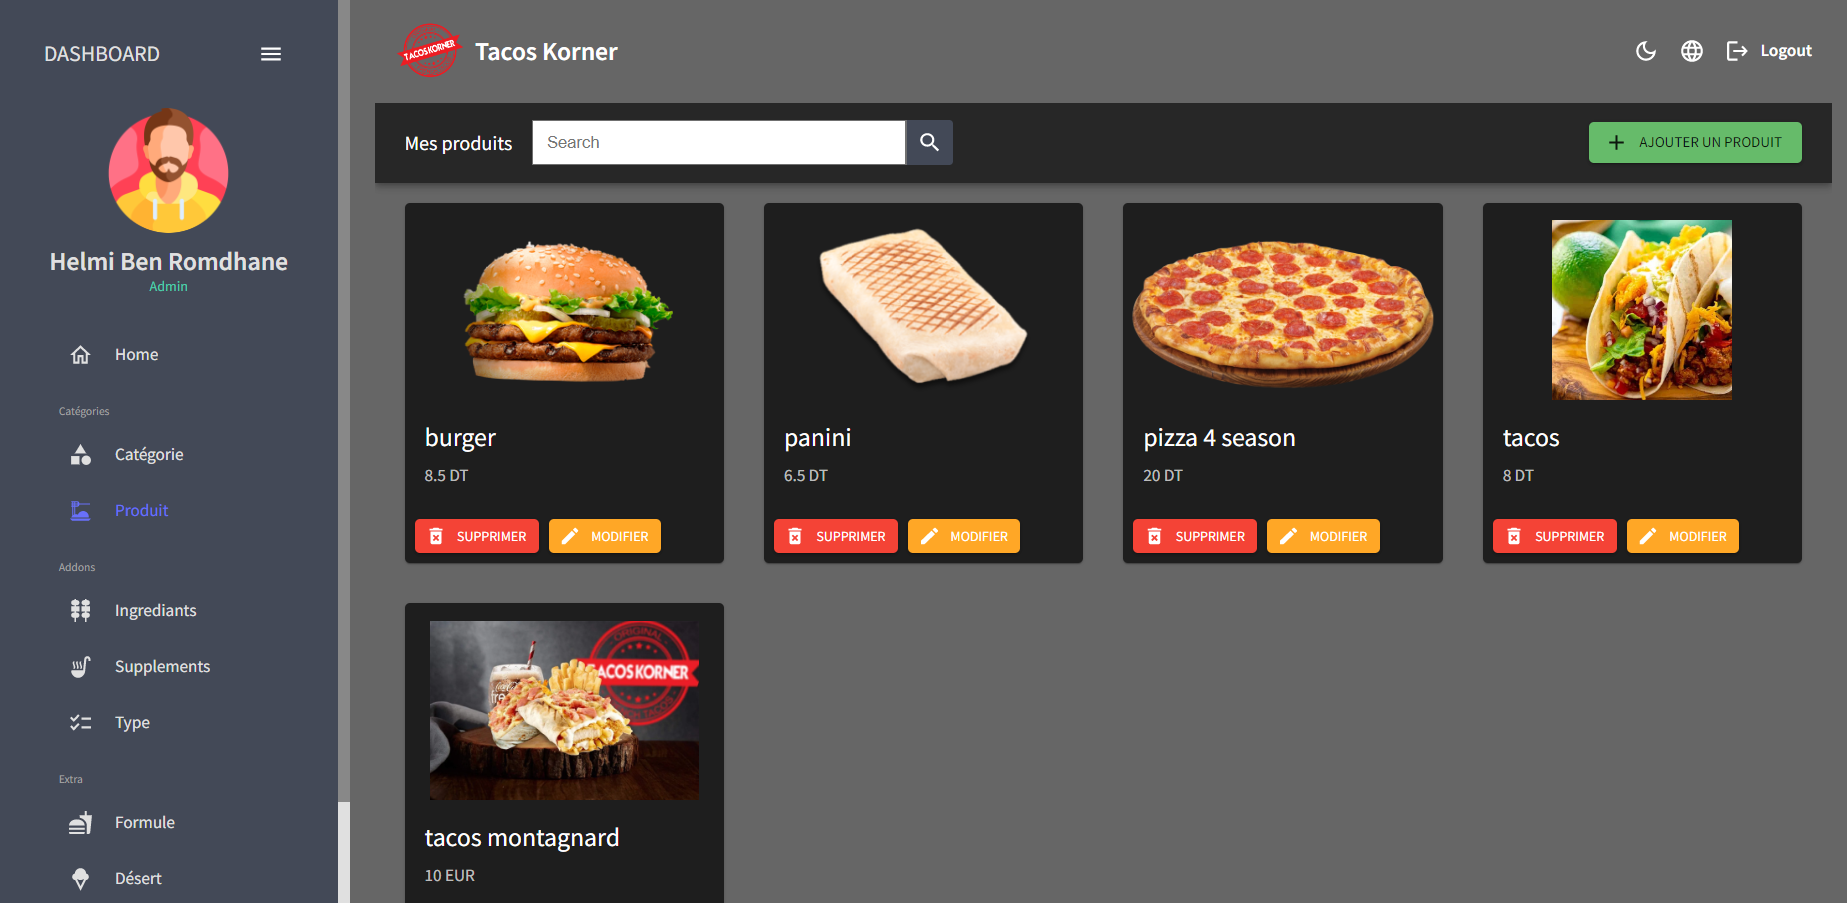 DASHBOARD
Helmi Ben Romdhane
Admin
Home
Catégories
Catégorie
Produit
Addons
Ingrediants
Supplements
Type
Extra
Formule
Désert
TACOS KORNER
Tacos Korner
Logout
Mes produits
Search
AJOUTER UN PRODUIT
burger
8.5 DT
SUPPRIMER
MODIFIER
panini
6.5 DT
SUPPRIMER
MODIFIER
pizza 4 season
20 DT
SUPPRIMER
MODIFIER
tacos
8 DT
SUPPRIMER
MODIFIER
ORIGINAL
ACOS KORNER
tacos montagnard
10 EUR